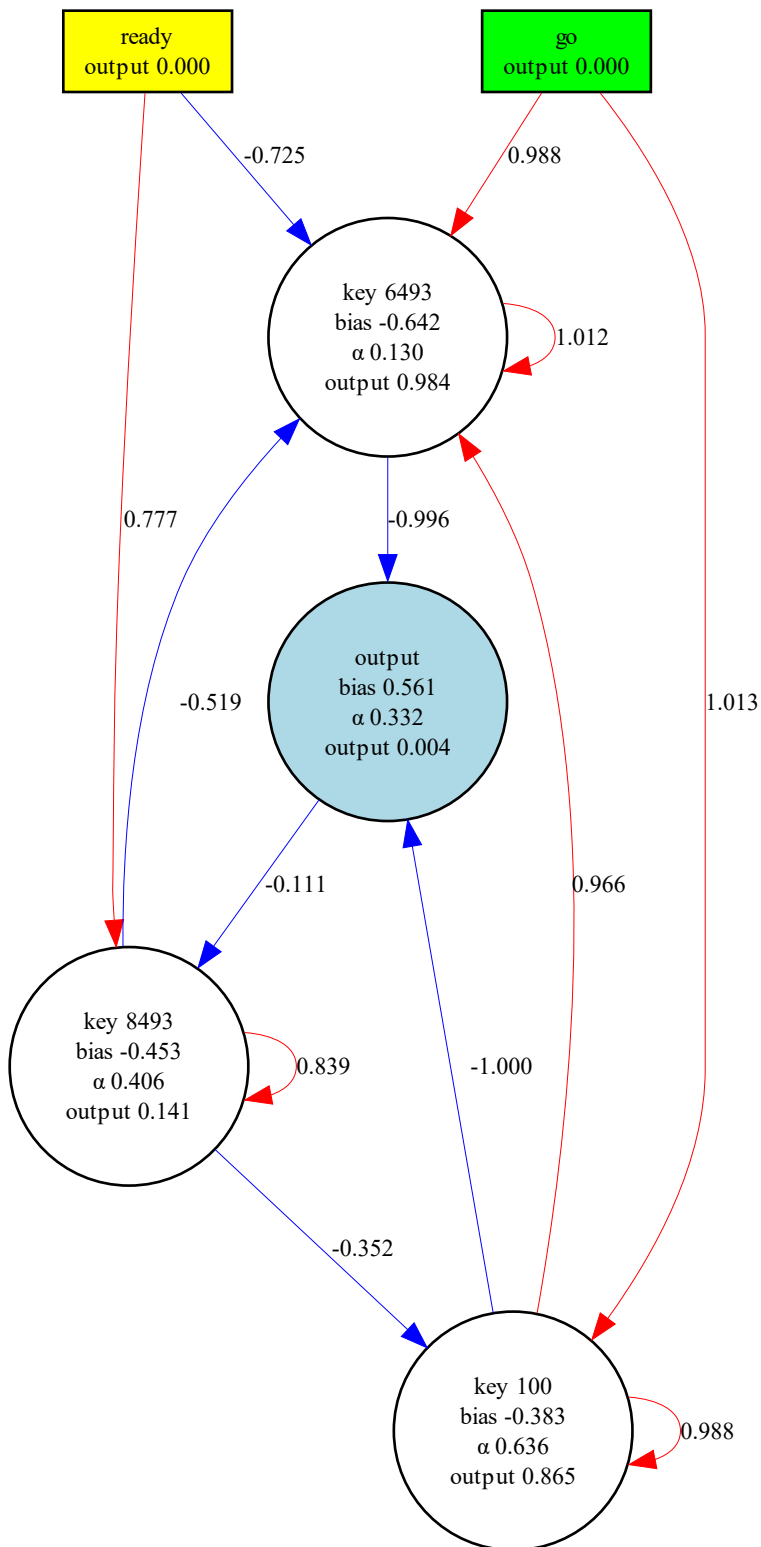 ready
output 0.000
go
output 0.000
-0.725
0.988
key 6493
bias -0.642
α 0.130
output 0.984
1.012
0.777
-0.996
-0.519
output
bias 0.561
α 0.332
output 0.004
1.013
-0.111
0.966
key 8493
bias -0.453
α 0.406
output 0.141
0.839
-1.000
-0.352
key 100
bias -0.383
α 0.636
output 0.865
0.988